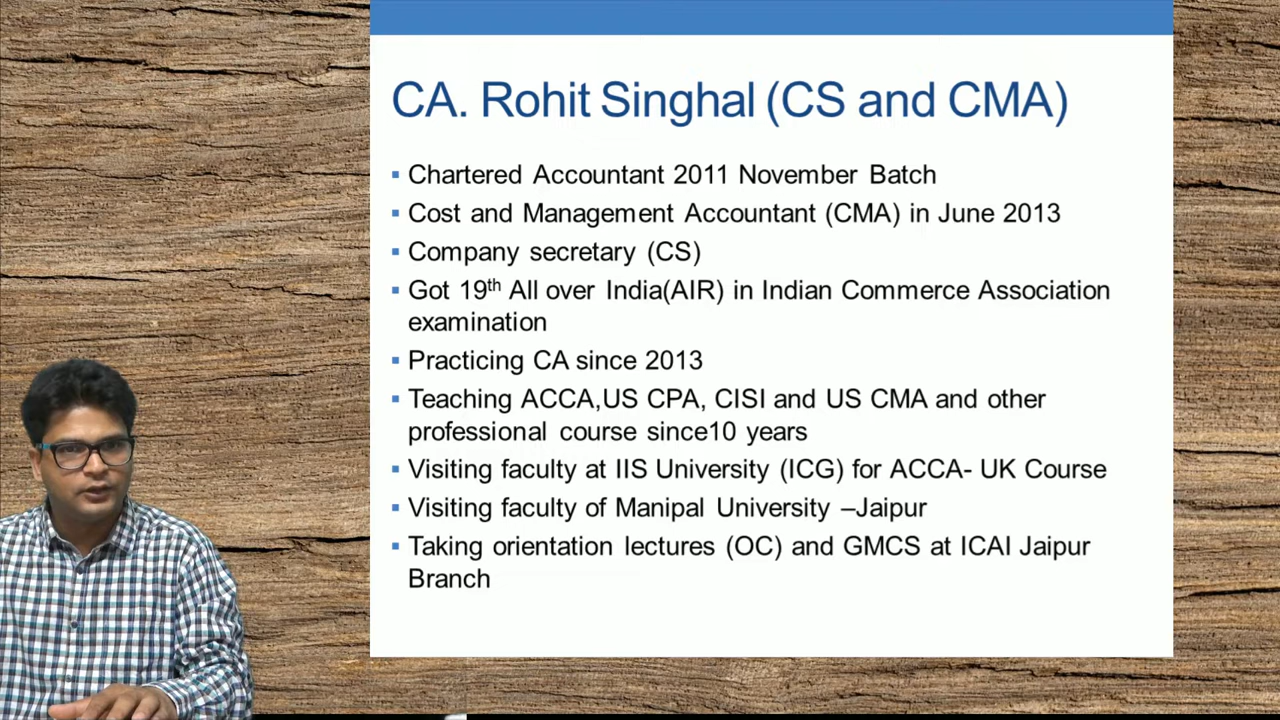 CA. Rohit Singhal (CS and CMA)
▪ Chartered Accountant 2011 November Batch
▪ Cost and Management Accountant (CMA) in June 2013
▪ Company secretary (CS)
▪ Got 19th All over India(AIR) in Indian Commerce Association
examination
▪ Practicing CA since 2013
▪ Teaching ACCA,US CPA, CISI and US CMA and other
professional course since10 years
▪ Visiting faculty at IIS University (ICG) for ACCA- UK Course
▪ Visiting faculty of Manipal University –Jaipur
▪ Taking orientation lectures (OC) and GMCS at ICAI Jaipur
Branch